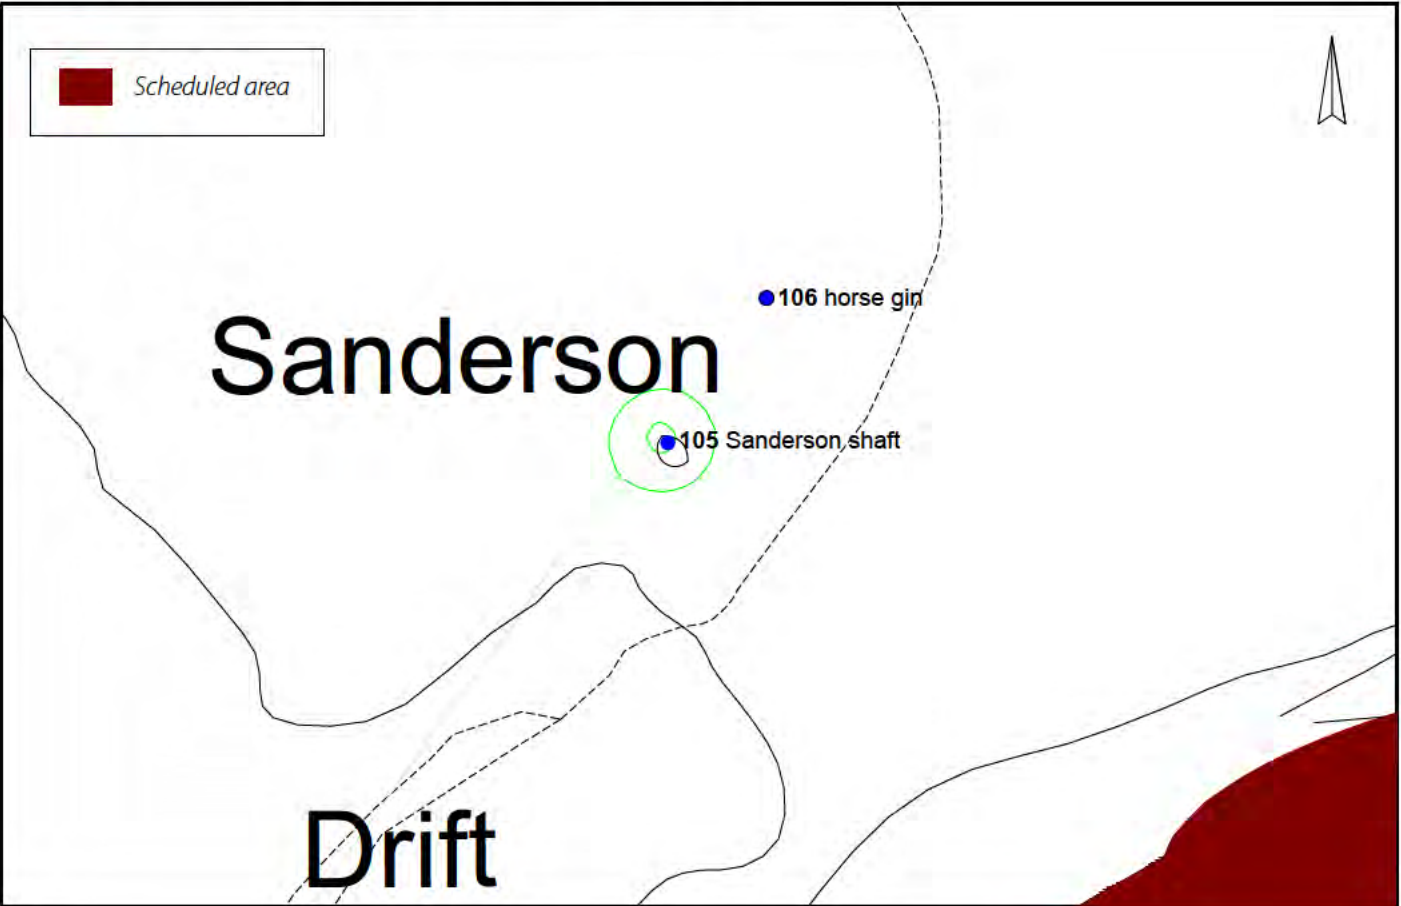 Scheduled area
106 horse gin
Sanderson
105 Sanderson shaft
Drift